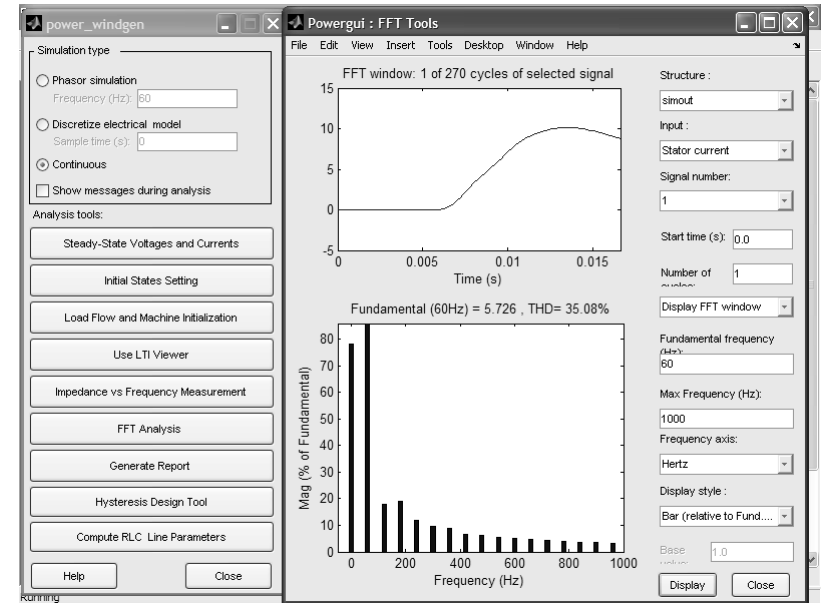 power_windgen
Simulation type
Phasor simulation
Frequency (Hz): 60
Discretize electrical model
Sample time (s): 0
Continuous
Show messages during analysis
Analysis tools:
Steady-State Voltages and Currents
Initial States Setting
Load Flow and Machine Initialization
Use LTI Viewer
Impedance vs Frequency Measurement
FFT Analysis
Generate Report
Hysteresis Design Tool
Compute RLC Line Parameters
Help Close
Running
Powergui : FFT Tools
File Edit View Insert Tools Desktop Window Help
FFT window: 1 of 270 cycles of selected signal
15
10
5
0
-5
0 0.005 0.01 0.015
Time (s)
Fundamental (60Hz) = 5.726 , THD= 35.08%
Mag (% of Fundamental)
80
70
60
50
40
30
20
10
0
0 200 400 600 800 1000
Frequency (Hz)
Structure :
simout
Input :
Stator current
Signal number:
1
Start time (s): 0.0
Number of 1
cycles:
Display FFT window
Fundamental frequency
(Hz):
60
Max Frequency (Hz):
1000
Frequency axis:
Hertz
Display style :
Bar (relative to Fund....
Base 1.0
value:
Display Close